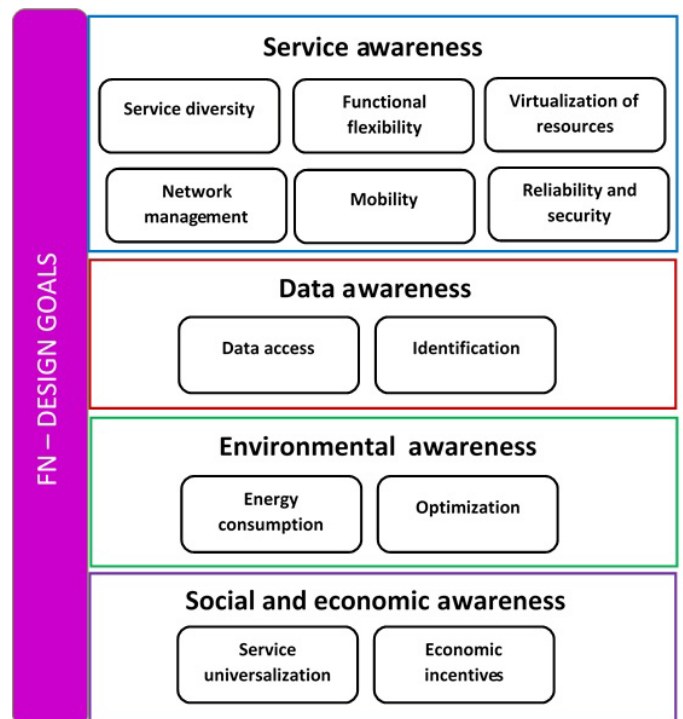 FN – DESIGN GOALS
Service awareness
Service diversity
Functional
flexibility
Virtualization of
resources
Network
management
Mobility
Reliability and
security
Data awareness
Data access
Identification
Environmental awareness
Energy
consumption
Optimization
Social and economic awareness
Service
universalization
Economic
incentives